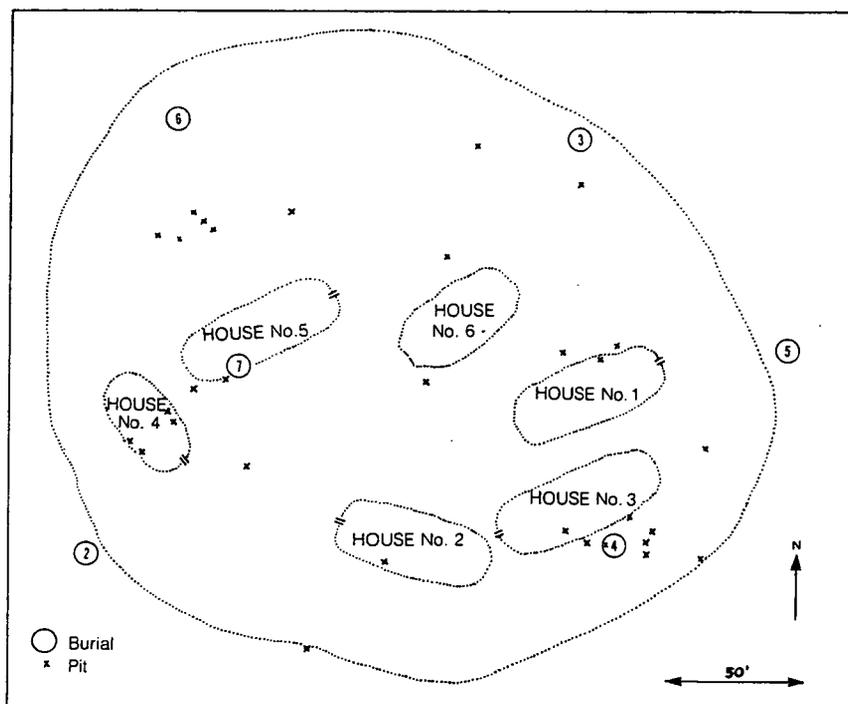 6
3
HOUSE No.5
HOUSE
No. 6
5
7
HOUSE No.1
HOUSE
No. 4
HOUSE No. 3
HOUSE No. 2
4
2
N
Burial
Pit
50'